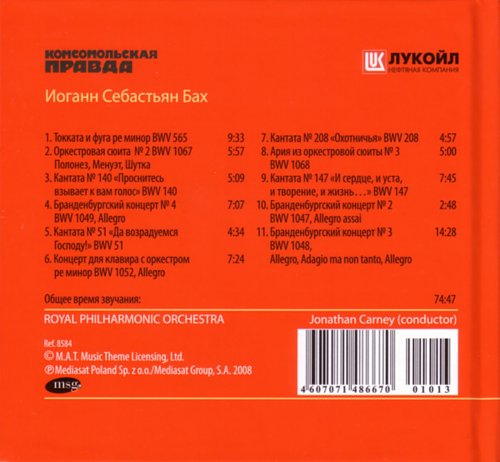 КОМСОМОЛЬСКАЯ
ПРАВДА
ЛУКОЙЛ
НЕФТЯНАЯ КОМПАНИЯ
Иоганн Себастьян Бах
1. Токката и фуга ре минор BWV 565 9:33
2. Оркестровая сюита № 2 BWV 1067 5:57
Полонез, Менуэт, Шутка
3. Кантата № 140 «Проснитесь 5:09
взывает к вам голос» BWV 140
4. Бранденбургский концерт № 4 7:07
BWV 1049, Allegro
5. Кантата № 51 «Да возрадуемся 4:34
Господу!» BWV 51
6. Концерт для клавира с оркестром
ре минор BWV 1052, Allegro 7:24
7. Кантата № 208 «Охотничья» BWV 208 4:57
8. Ария из оркестровой сюиты № 3 5:00
BWV 1068
9. Кантата № 147 «И сердце, и уста, 7:45
и творение, и жизнь…» BWV 147
10. Бранденбургский концерт № 2 2:48
BWV 1047, Allegro assai
11. Бранденбургский концерт № 3 14:28
BWV 1048,
Allegro, Adagio ma non tanto, Allegro
Общее время звучания: 74:47
ROYAL PHILHARMONIC ORCHESTRA
Jonathan Carney (conductor)
Ref. 8584
© M.A.T. Music Theme Licensing, Ltd.
℗ Mediasat Poland Sp. z o.o./Mediasat Group, S.A. 2008
msg
01013
4 607071 486670